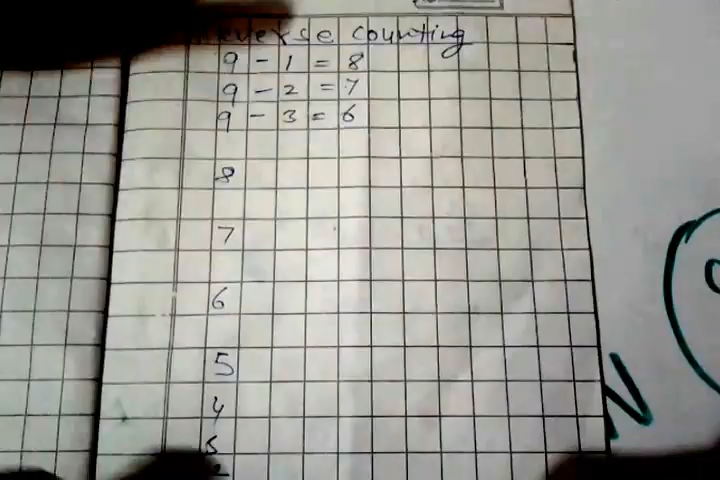 Reverse counting
9 - 1 = 8
9 - 2 = 7
9 - 3 = 6
8
7
6
5
4
N